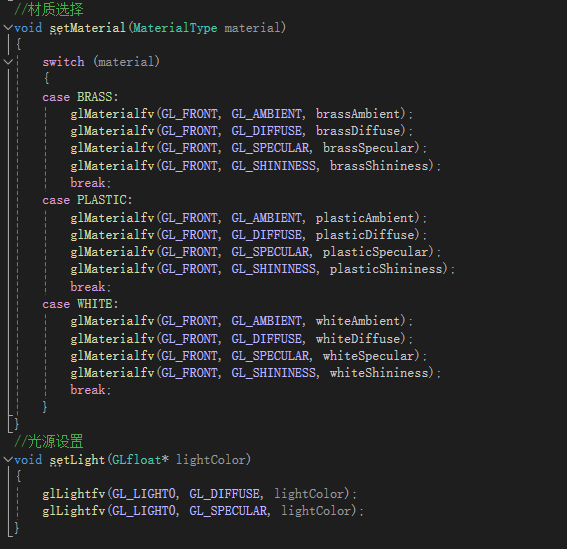 //材质选择
void setMaterial(MaterialType material)
{
switch (material)
{
case BRASS:
glMaterialfv(GL_FRONT, GL_AMBIENT, brassAmbient);
glMaterialfv(GL_FRONT, GL_DIFFUSE, brassDiffuse);
glMaterialfv(GL_FRONT, GL_SPECULAR, brassSpecular);
glMaterialfv(GL_FRONT, GL_SHININESS, brassShininess);
break;
case PLASTIC:
glMaterialfv(GL_FRONT, GL_AMBIENT, plasticAmbient);
glMaterialfv(GL_FRONT, GL_DIFFUSE, plasticDiffuse);
glMaterialfv(GL_FRONT, GL_SPECULAR, plasticSpecular);
glMaterialfv(GL_FRONT, GL_SHININESS, plasticShininess);
break;
case WHITE:
glMaterialfv(GL_FRONT, GL_AMBIENT, whiteAmbient);
glMaterialfv(GL_FRONT, GL_DIFFUSE, whiteDiffuse);
glMaterialfv(GL_FRONT, GL_SPECULAR, whiteSpecular);
glMaterialfv(GL_FRONT, GL_SHININESS, whiteShininess);
break;
}
}
//光源设置
void setLight(GLfloat* lightColor)
{
glLightfv(GL_LIGHT0, GL_DIFFUSE, lightColor);
glLightfv(GL_LIGHT0, GL_SPECULAR, lightColor);
}